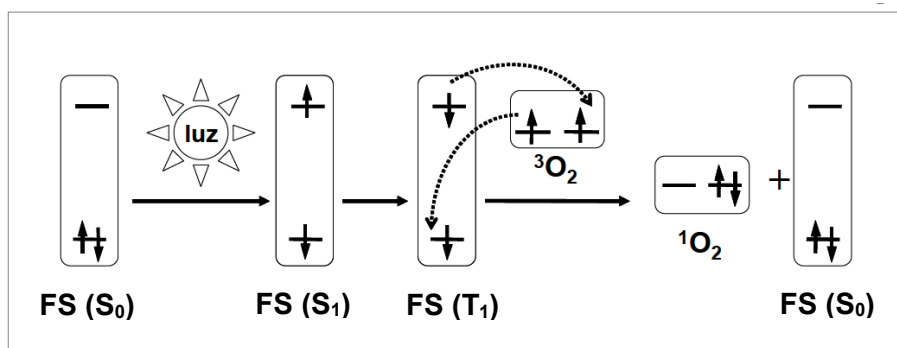 luz
³O₂
¹O₂
+
FS (S₀)
FS (S₁)
FS (T₁)
FS (S₀)